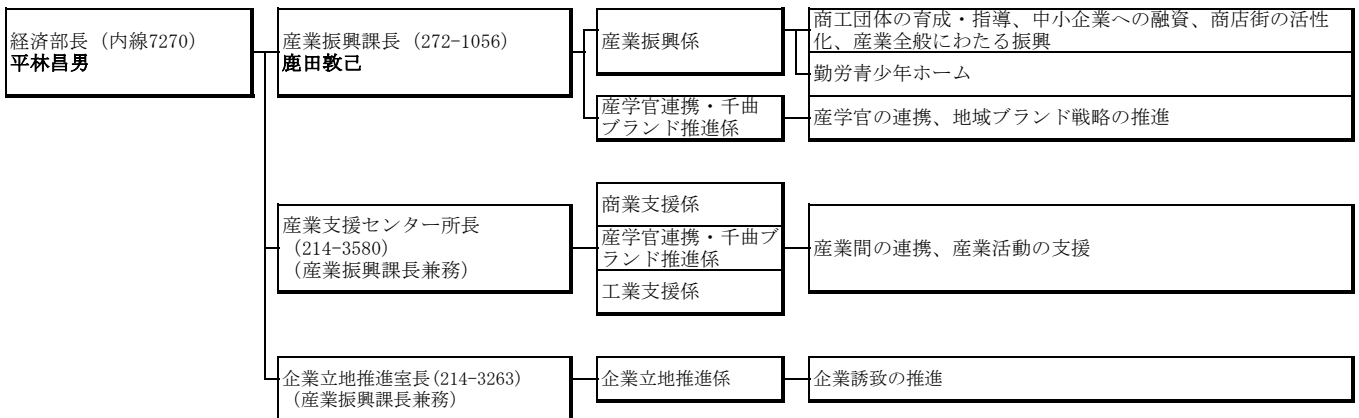 経済部長 (内線7270)
平林昌男
産業振興課長 (272-1056)
鹿田敦己
産業振興係
商工団体の育成・指導、中小企業への融資、商店街の活性
化、産業全般にわたる振興
勤労青少年ホーム
産学官連携・千曲
ブランド推進係
産学官の連携、地域ブランド戦略の推進
産業支援センター所長
(214-3580)
(産業振興課長兼務)
商業支援係
産学官連携・千曲ブ
ランド推進係
工業支援係
産業間の連携、産業活動の支援
企業立地推進室長(214-3263)
(産業振興課長兼務)
企業立地推進係
企業誘致の推進